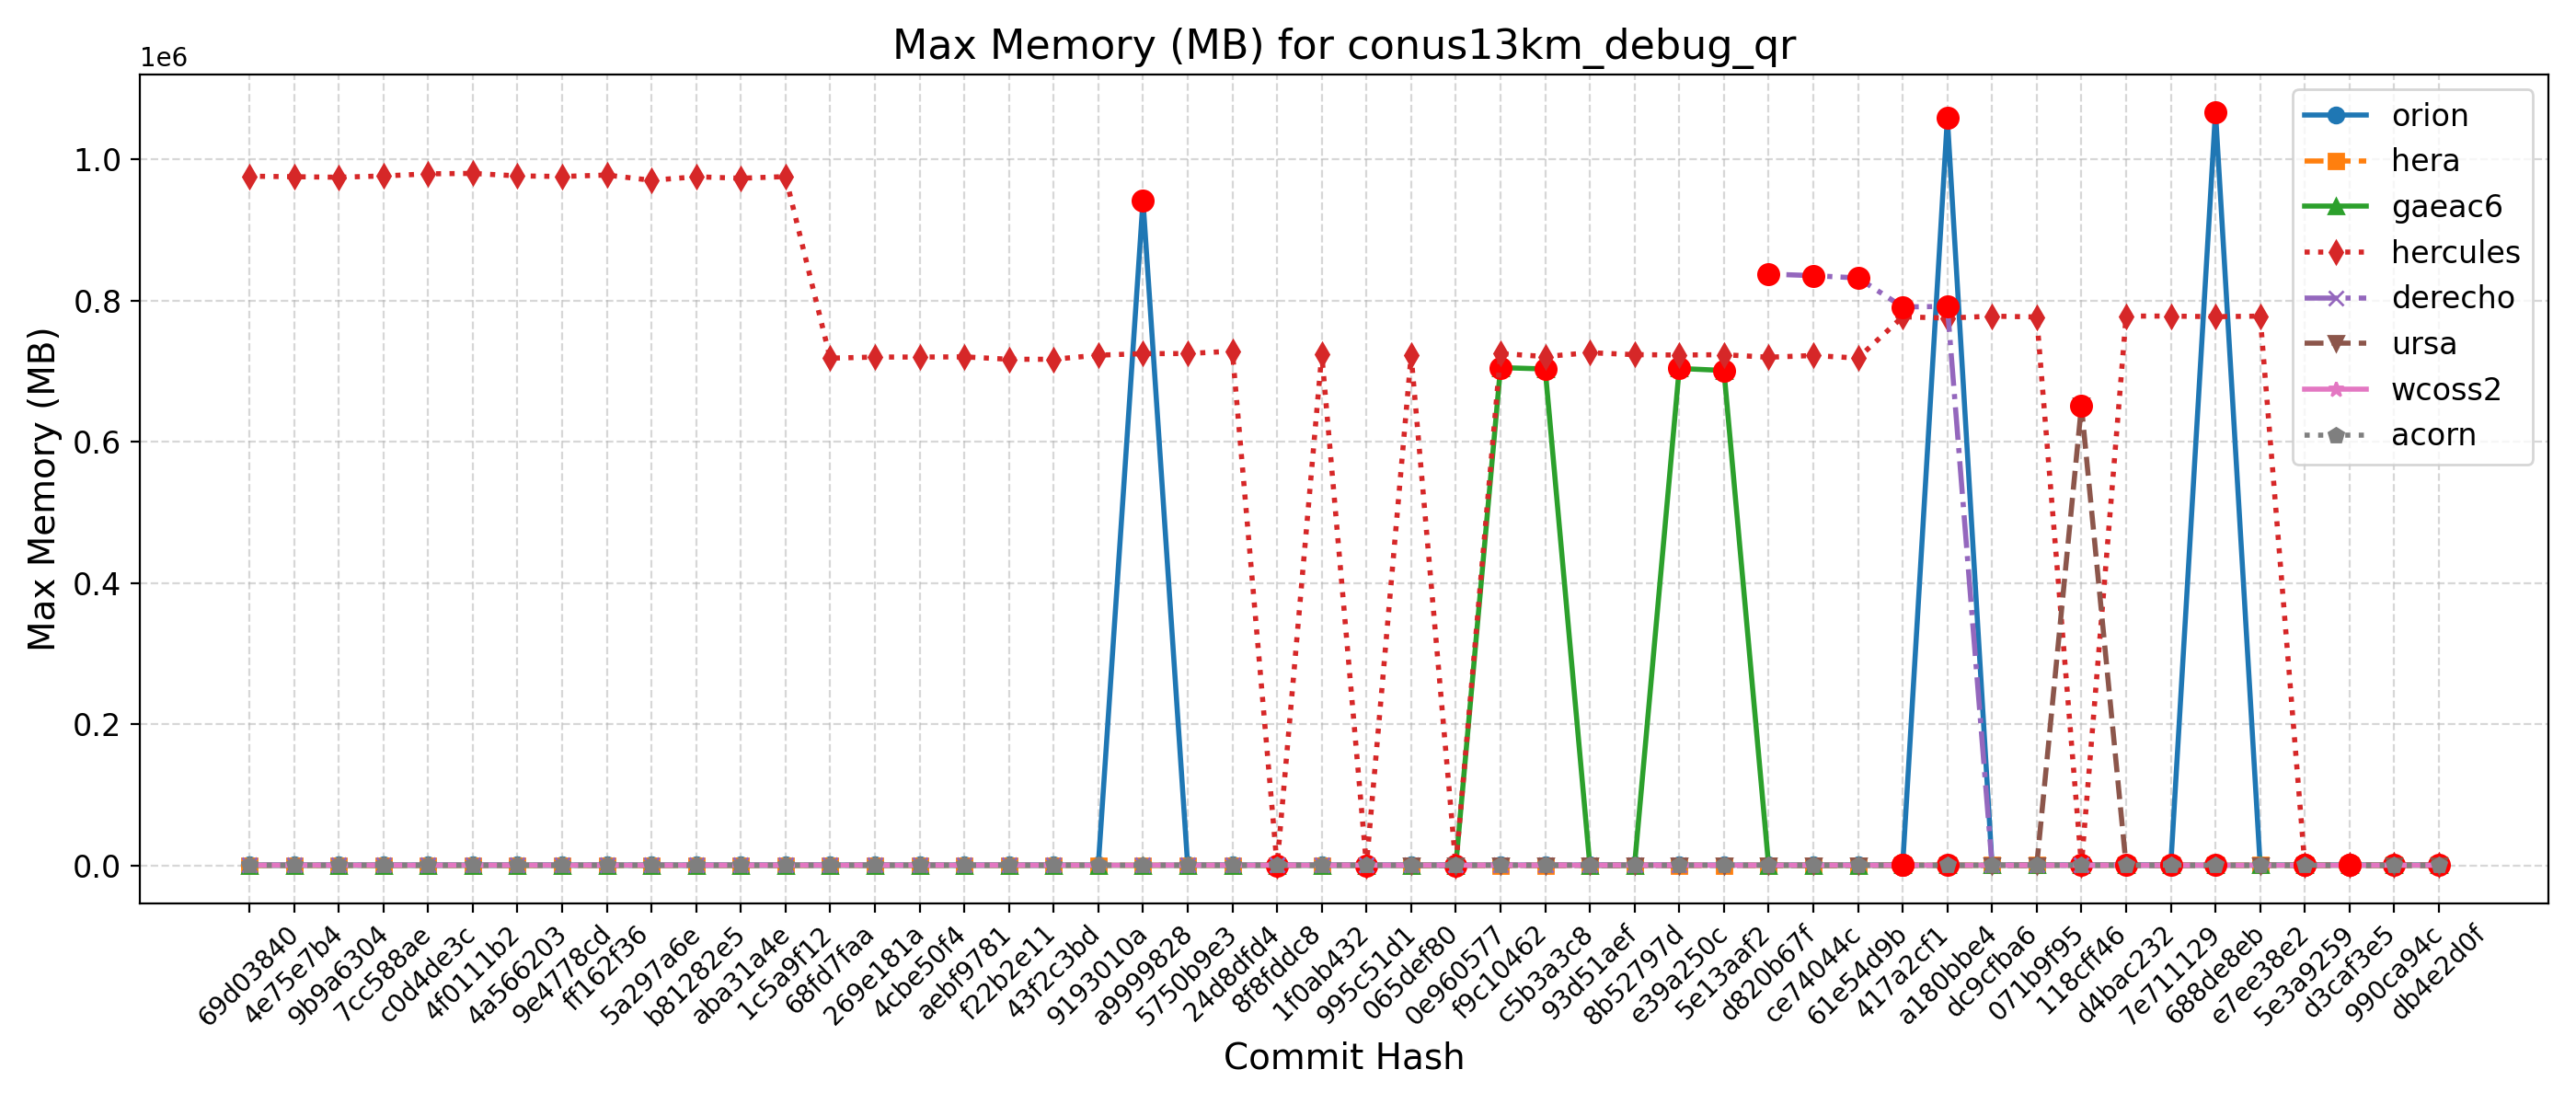 Max Memory (MB) for conus13km_debug_qr
1e6
1.0
0.8
0.6
0.4
0.2
0.0
Max Memory (MB)
orion
hera
gaeac6
hercules
derecho
ursa
wcoss2
acorn
69d03840
4e75e7b4
9b9a6304
7cc588ae
c0d4de3c
4f0111b2
4a566203
9e4778cd
ff162f36
5a297a6e
b81282e5
aba31a4e
1c5a9f12
68fd7faa
269e181a
4cbe50f4
aebf9781
f22b2e11
43f2c3bd
9193010a
a9999828
5750b9e3
24d8dfd4
8f8fddc8
1f0ab432
995c51d1
065def80
0e960577
f9c10462
c5b3a3c8
93d51aef
8b52797d
e39a250c
5e13aaf2
d820b67f
ce74044c
61e54d9b
417a2cf1
a180bbe4
dc9cfba6
071b9f95
118cff46
d4bac232
7e711129
688de8eb
e7ee38e2
5e3a9259
d3caf3e5
990ca94c
db4e2d0f
Commit Hash